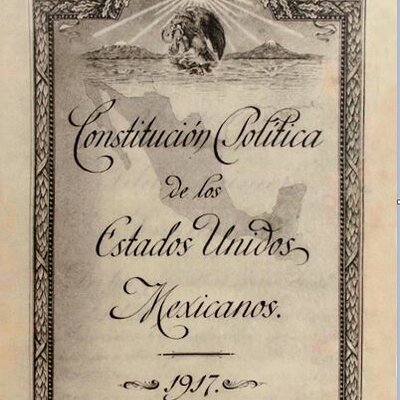 Constitución Política
de los
Estados Unidos
Mexicanos.
1917.